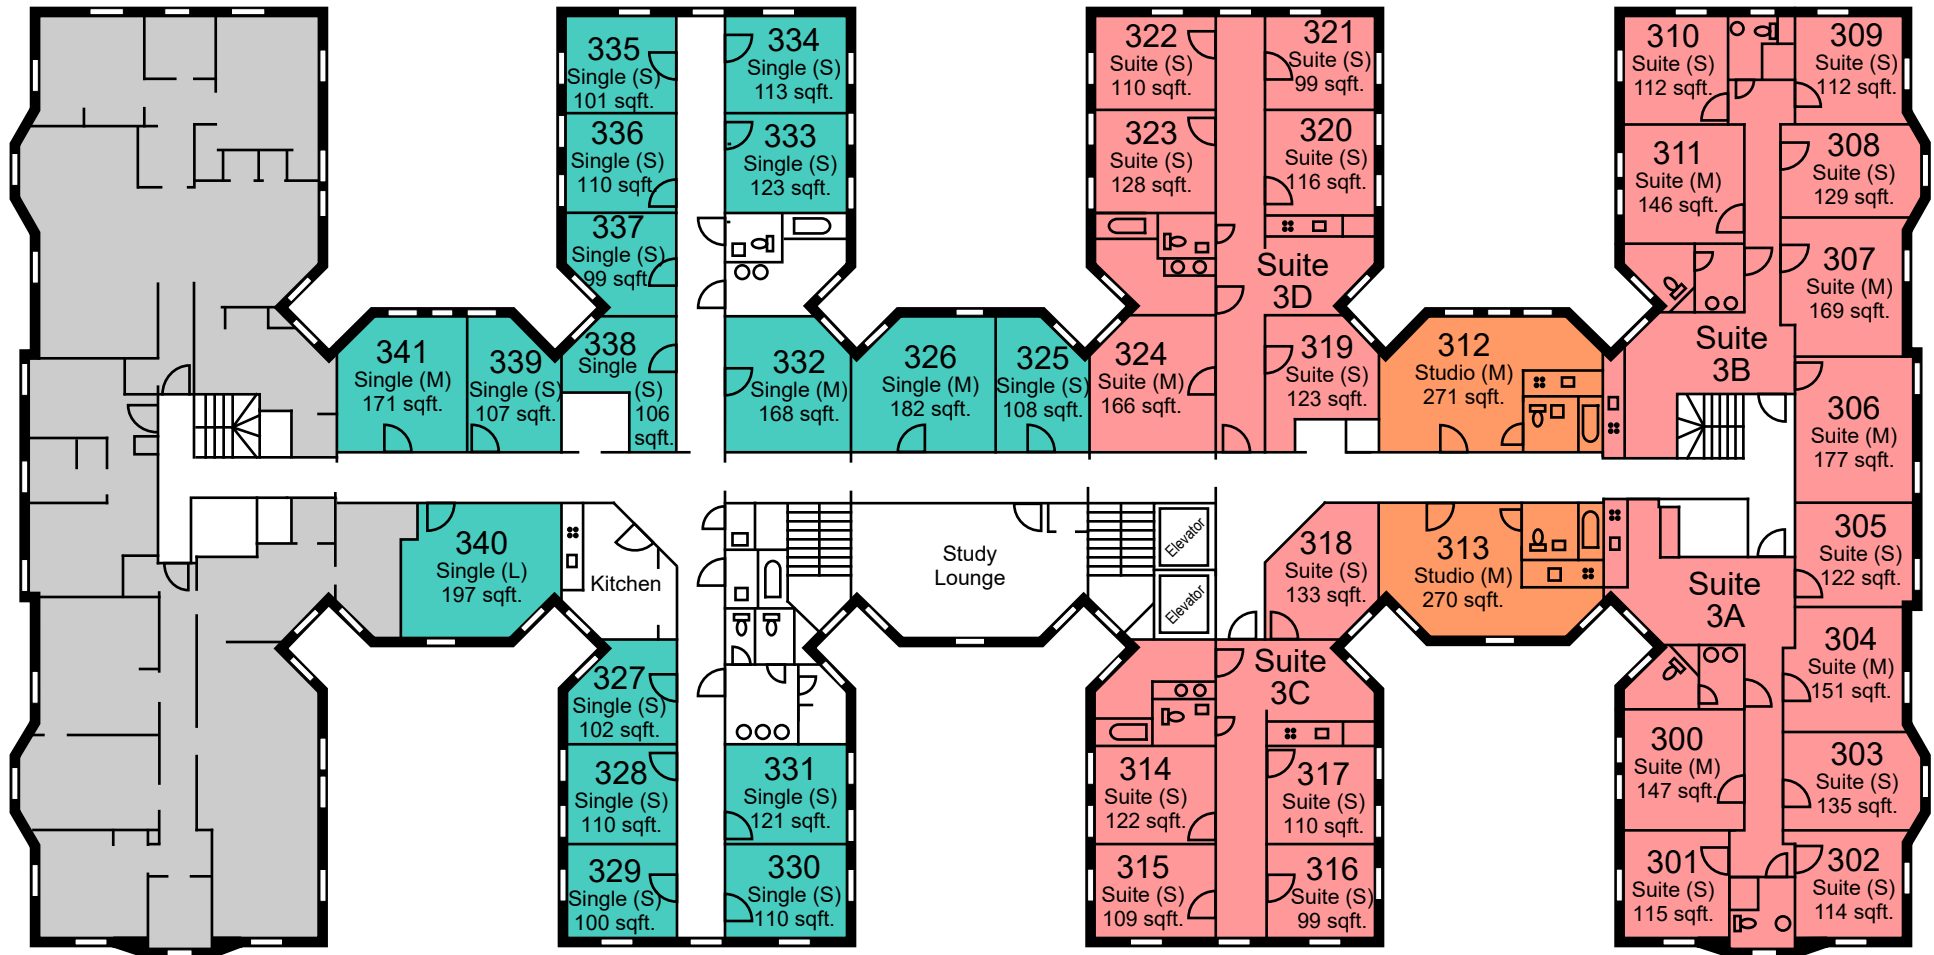 335
Single (S)
101 sqft.
334
Single (S)
113 sqft.
322
Suite (S)
110 sqft.
321
Suite (S)
99 sqft.
310
Suite (S)
112 sqft.
309
Suite (S)
112 sqft.
336
Single (S)
110 sqft.
333
Single (S)
123 sqft.
323
Suite (S)
128 sqft.
320
Suite (S)
116 sqft.
311
Suite (M)
146 sqft.
308
Suite (S)
129 sqft.
337
Single (S)
99 sqft.
Suite
3D
307
Suite (M)
169 sqft.
341
Single (M)
171 sqft.
339
Single (S)
107 sqft.
338
Single
(S)
106
sqft.
332
Single (M)
168 sqft.
326
Single (M)
182 sqft.
325
Single (S)
108 sqft.
324
Suite (M)
166 sqft.
319
Suite (S)
123 sqft.
312
Studio (M)
271 sqft.
Suite
3B
306
Suite (M)
177 sqft.
340
Single (L)
197 sqft.
Kitchen
Study
Lounge
Elevator
Elevator
318
Suite (S)
133 sqft.
313
Studio (M)
270 sqft.
Suite
3A
305
Suite (S)
122 sqft.
327
Single (S)
102 sqft.
Suite
3C
304
Suite (M)
151 sqft.
328
Single (S)
110 sqft.
331
Single (S)
121 sqft.
314
Suite (S)
122 sqft.
317
Suite (S)
110 sqft.
300
Suite (M)
147 sqft.
303
Suite (S)
135 sqft.
329
Single (S)
100 sqft.
330
Single (S)
110 sqft.
315
Suite (S)
109 sqft.
316
Suite (S)
99 sqft.
301
Suite (S)
115 sqft.
302
Suite (S)
114 sqft.